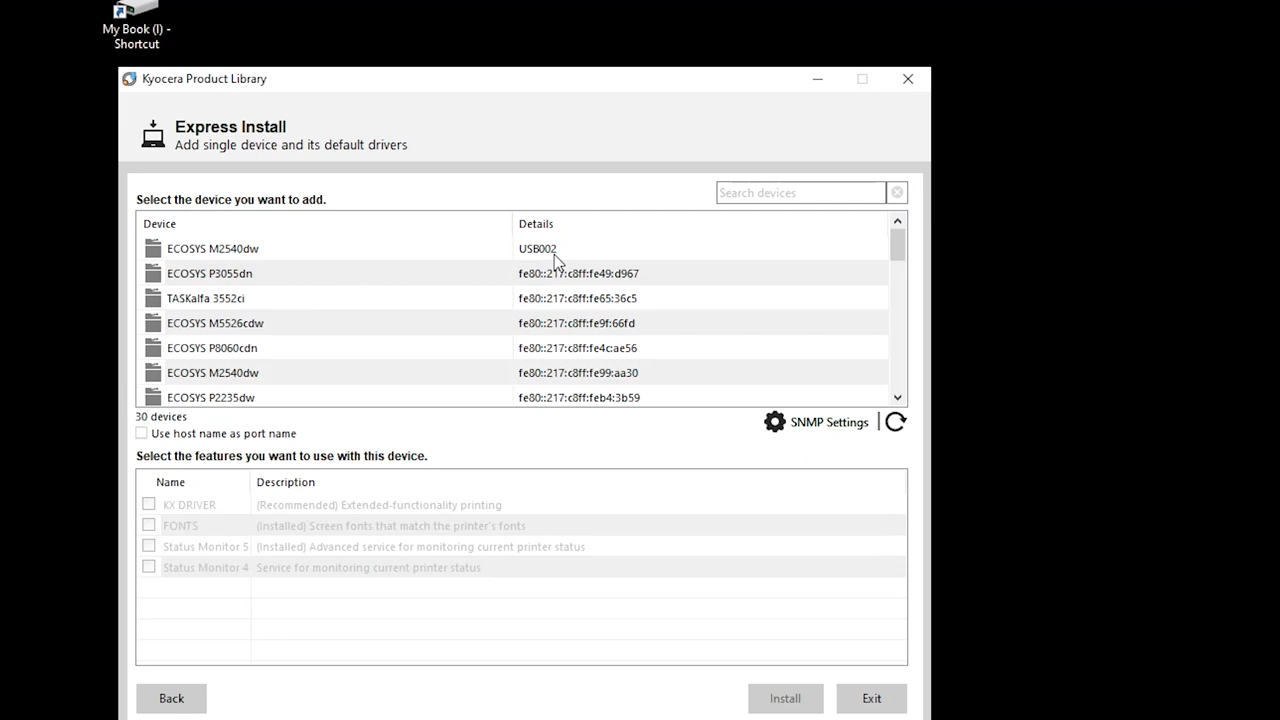 My Book (I) -
Shortcut
Kyocera Product Library
Express Install
Add single device and its default drivers
Select the device you want to add.
Search devices
Device Details
ECOSYS M2540dw USB002
ECOSYS P3055dn fe80::217:c8ff:fe49:d967
TASKalfa 3552ci fe80::217:c8ff:fe65:36c5
ECOSYS M5526cdw fe80::217:c8ff:fe9f:66fd
ECOSYS P8060cdn fe80::217:c8ff:fe4c:ae56
ECOSYS M2540dw fe80::217:c8ff:fe99:aa30
ECOSYS P2235dw fe80::217:c8ff:feb4:3b59
30 devices
SNMP Settings
Use host name as port name
Select the features you want to use with this device.
Name Description
KX DRIVER (Recommended) Extended-functionality printing
FONTS (Installed) Screen fonts that match the printer's fonts
Status Monitor 5 (Installed) Advanced service for monitoring current printer status
Status Monitor 4 Service for monitoring current printer status
Back Install Exit